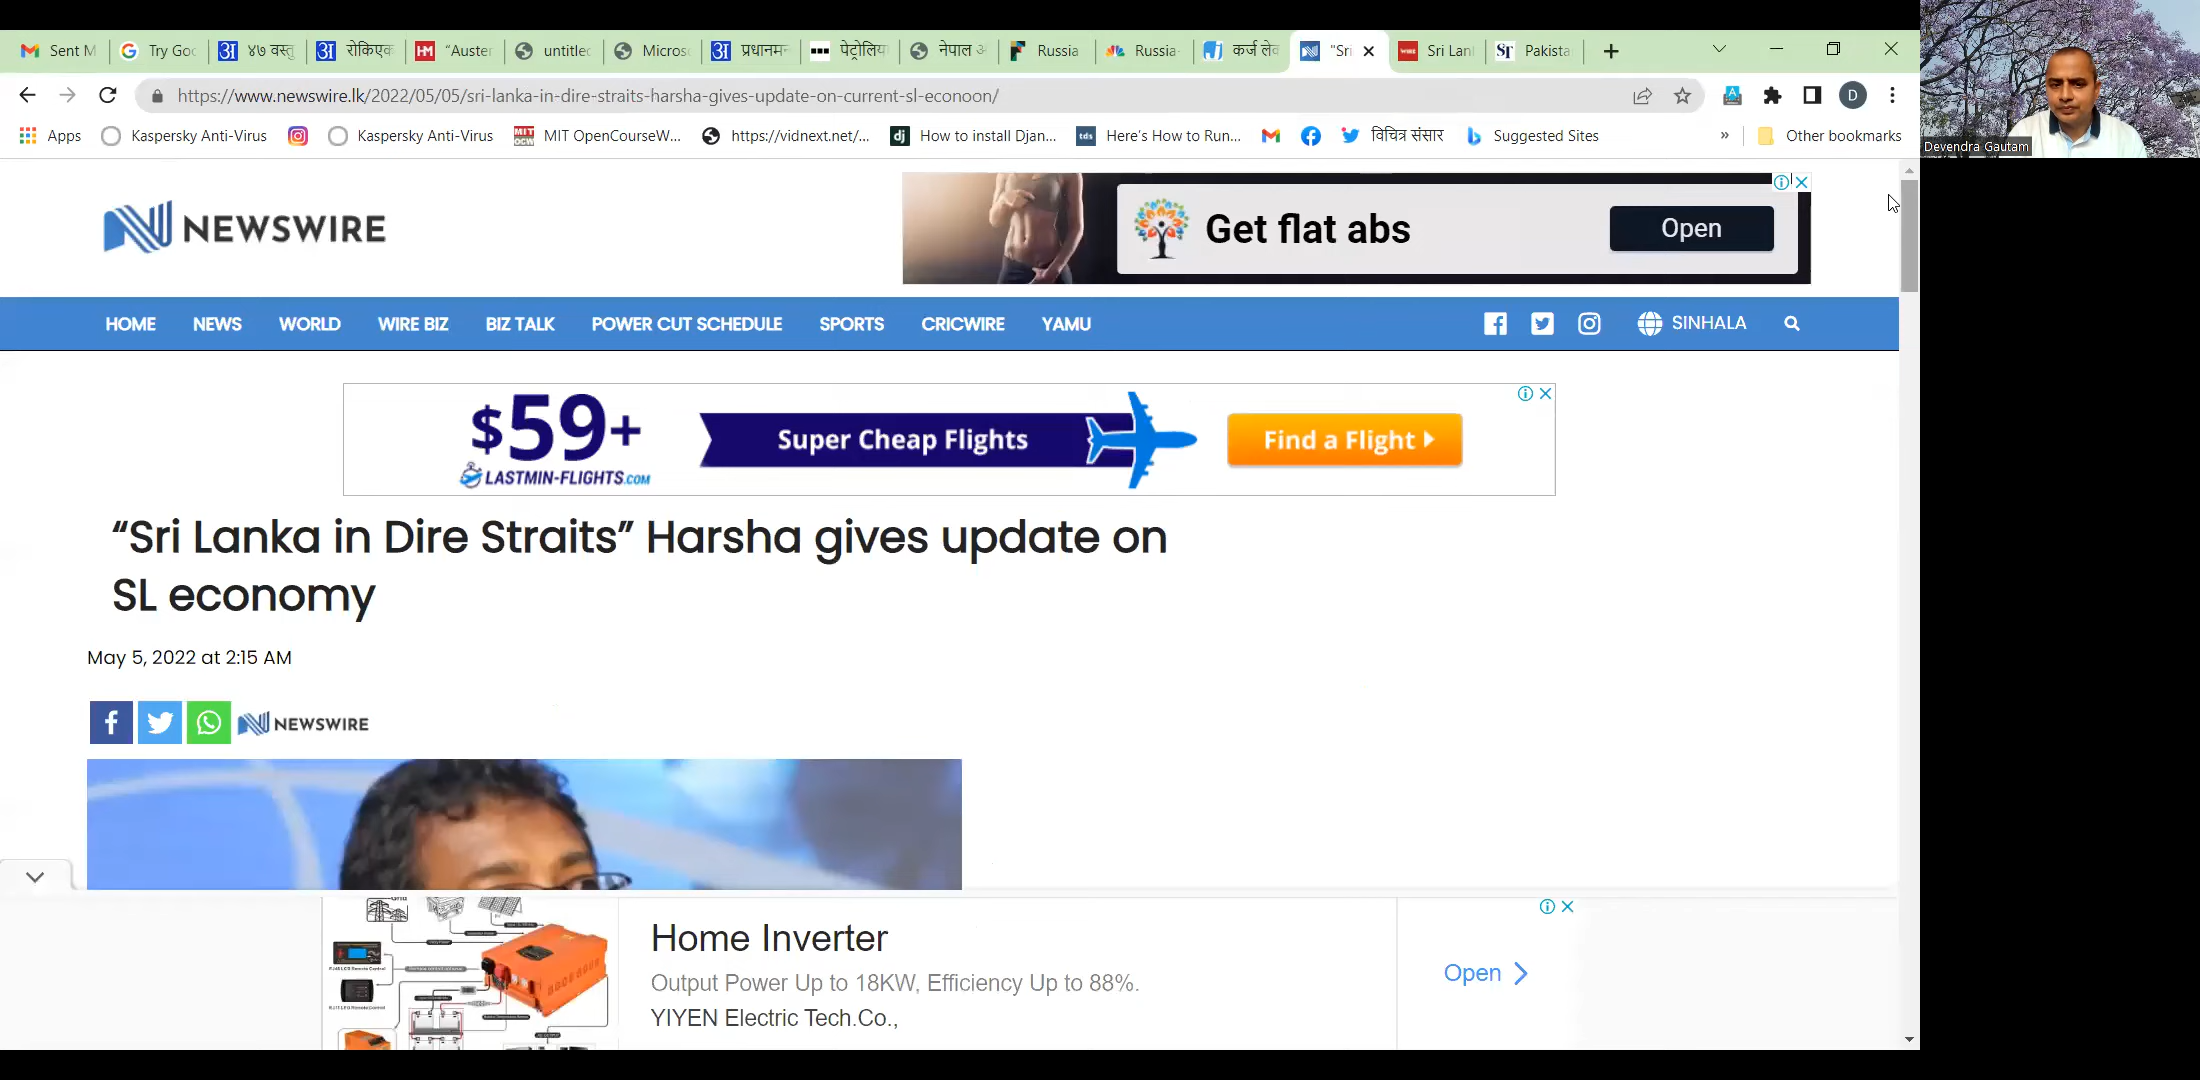 Sent M
Try Goo
४७ वस्तु
रोकिएक
"Auster
untitled
Micros
प्रधानमन
पेट्रोलिय
नेपाल
Russia
Russia-
कर्ज लेव
"Sri
Sri Lan
Pakista
https://www.newswire.lk/2022/05/05/sri-lanka-in-dire-straits-harsha-gives-update-on-current-sl-econoon/
D
Apps
Kaspersky Anti-Virus
Kaspersky Anti-Virus
MIT OpenCourseW...
https://vidnext.net/...
How to install Djan...
Here's How to Run...
विचित्र संसार
Suggested Sites
»
Other bookmarks
Devendra Gautam
NEWSWIRE
Get flat abs
Open
HOME NEWS WORLD WIRE BIZ BIZ TALK POWER CUT SCHEDULE SPORTS CRICWIRE YAMU SINHALA
$59+
LASTMIN-FLIGHTS.COM
Super Cheap Flights
Find a Flight
“Sri Lanka in Dire Straits” Harsha gives update on
SL economy
May 5, 2022 at 2:15 AM
NEWSWIRE
Home Inverter
Output Power Up to 18KW, Efficiency Up to 88%.
YIYEN Electric Tech.Co.,
Open